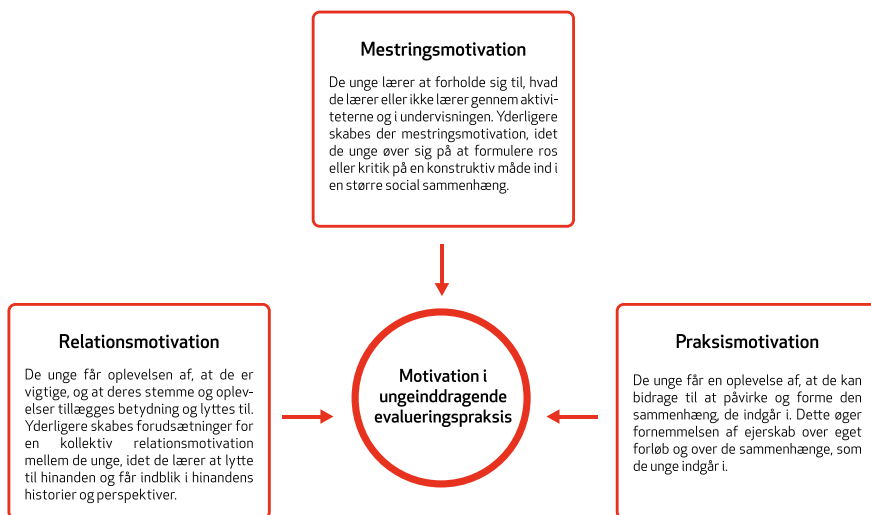 Mestringsmotivation
De unge lærer at forholde sig til, hvad
de lærer eller ikke lærer gennem aktivi-
teterne og i undervisningen. Yderligere
skabes der mestringsmotivation, idet
de unge øver sig på at formulere ros
eller kritik på en konstruktiv måde ind i
en større social sammenhæng.
Relationsmotivation
De unge får oplevelsen af, at de er
vigtige, og at deres stemme og oplev-
elser tillægges betydning og lyttes til.
Yderligere skabes forudsætninger for
en kollektiv relationsmotivation
mellem de unge, idet de lærer at lytte
til hinanden og får indblik i hinandens
historier og perspektiver.
Motivation i
ungeinddragende
evalueringspraksis
Praksismotivation
De unge får en oplevelse af, at de kan
bidrage til at påvirke og forme den
sammenhæng, de indgår i. Dette øger
fornemmelsen af ejerskab over eget
forløb og over de sammenhænge, som
de unge indgår i.